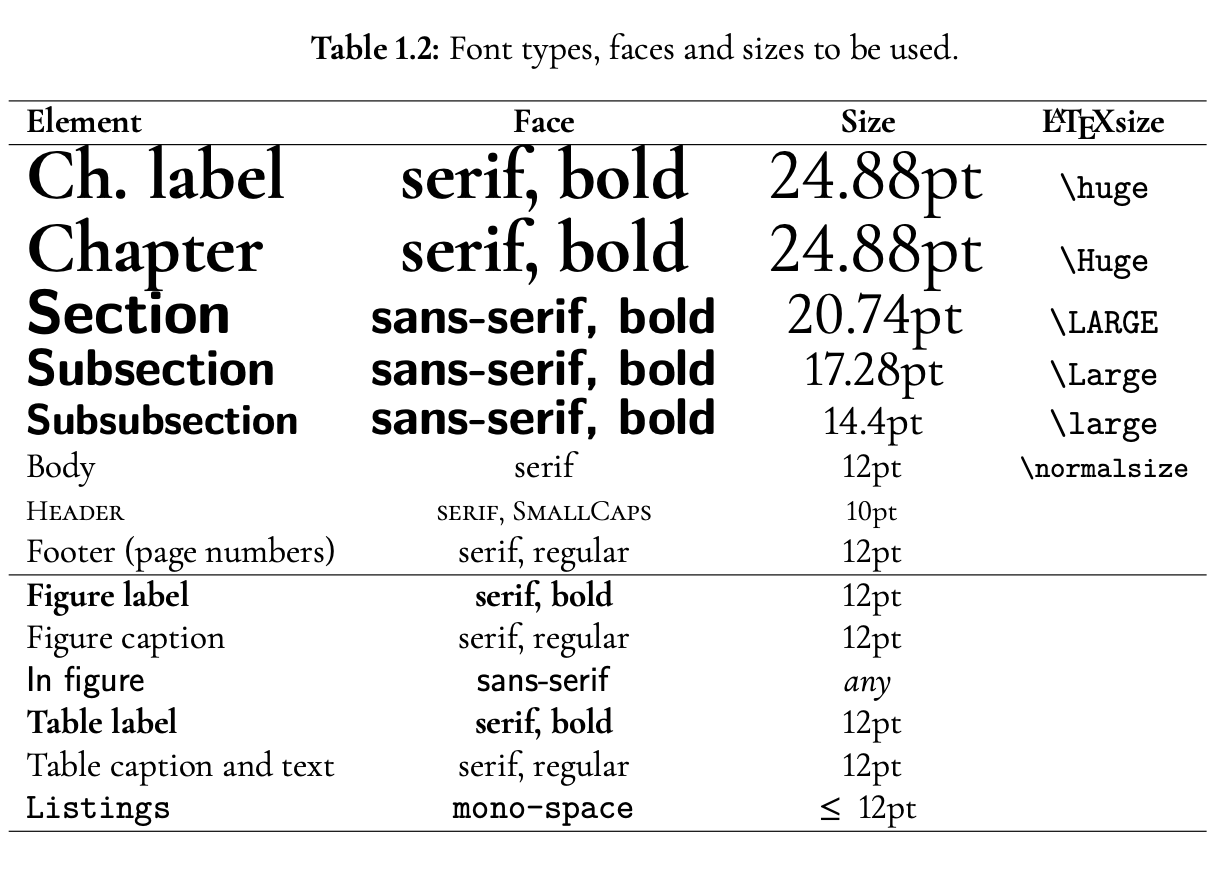 Table 1.2: Font types, faces and sizes to be used.
Element Face Size LATEXsize
Ch. label serif, bold 24.88pt \huge
Chapter serif, bold 24.88pt \Huge
Section sans-serif, bold 20.74pt \LARGE
Subsection sans-serif, bold 17.28pt \Large
Subsubsection sans-serif, bold 14.4pt \large
Body serif 12pt \normalsize
Header serif, SmallCaps 10pt
Footer (page numbers) serif, regular 12pt
Figure label serif, bold 12pt
Figure caption serif, regular 12pt
In figure sans-serif any
Table label serif, bold 12pt
Table caption and text serif, regular 12pt
Listings mono-space ≤ 12pt